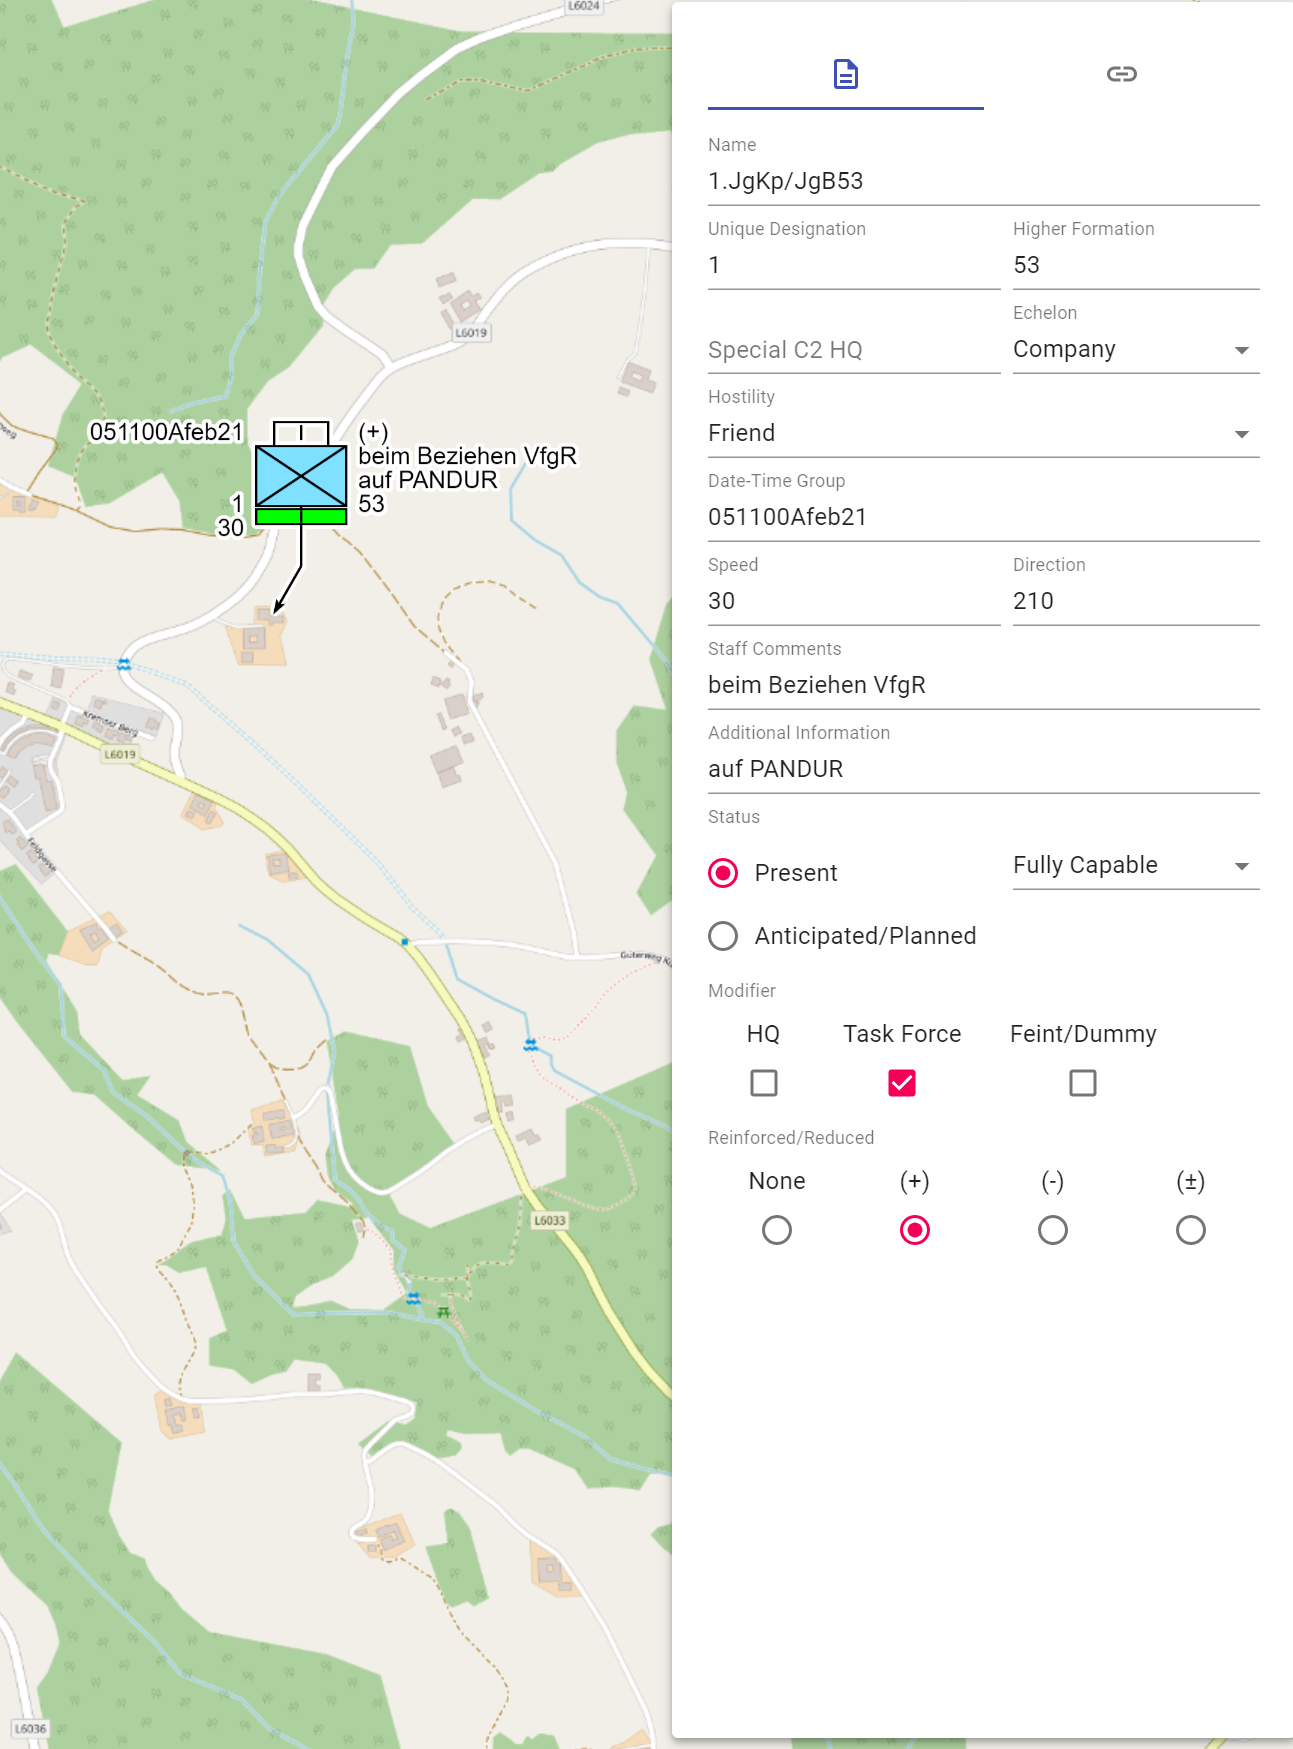 L6024
L6019
051100Afeb21
(+)
beim Beziehen VfgR
auf PANDUR
1
53
30
Kremser Berg
L6019
Feldgasse
L6033
L6036
Name
1.JgKp/JgB53
Unique Designation
Higher Formation
1
53
Echelon
Special C2 HQ
Company
Hostility
Friend
Date-Time Group
051100Afeb21
Speed
Direction
30
210
Staff Comments
beim Beziehen VfgR
Additional Information
auf PANDUR
Status
Present
Fully Capable
Anticipated/Planned
Modifier
HQ
Task Force
Feint/Dummy
Reinforced/Reduced
None
(+)
(-)
(±)